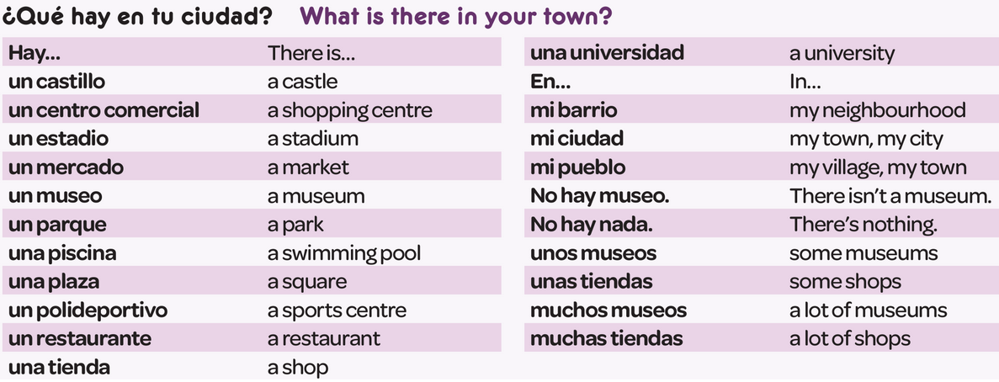 ¿Qué hay en tu ciudad? What is there in your town?
Hay... There is...
un castillo a castle
un centro comercial a shopping centre
un estadio a stadium
un mercado a market
un museo a museum
un parque a park
una piscina a swimming pool
una plaza a square
un polideportivo a sports centre
un restaurante a restaurant
una tienda a shop
una universidad a university
En... In...
mi barrio my neighbourhood
mi ciudad my town, my city
mi pueblo my village, my town
No hay museo. There isn't a museum.
No hay nada. There's nothing.
unos museos some museums
unas tiendas some shops
muchos museos a lot of museums
muchas tiendas a lot of shops